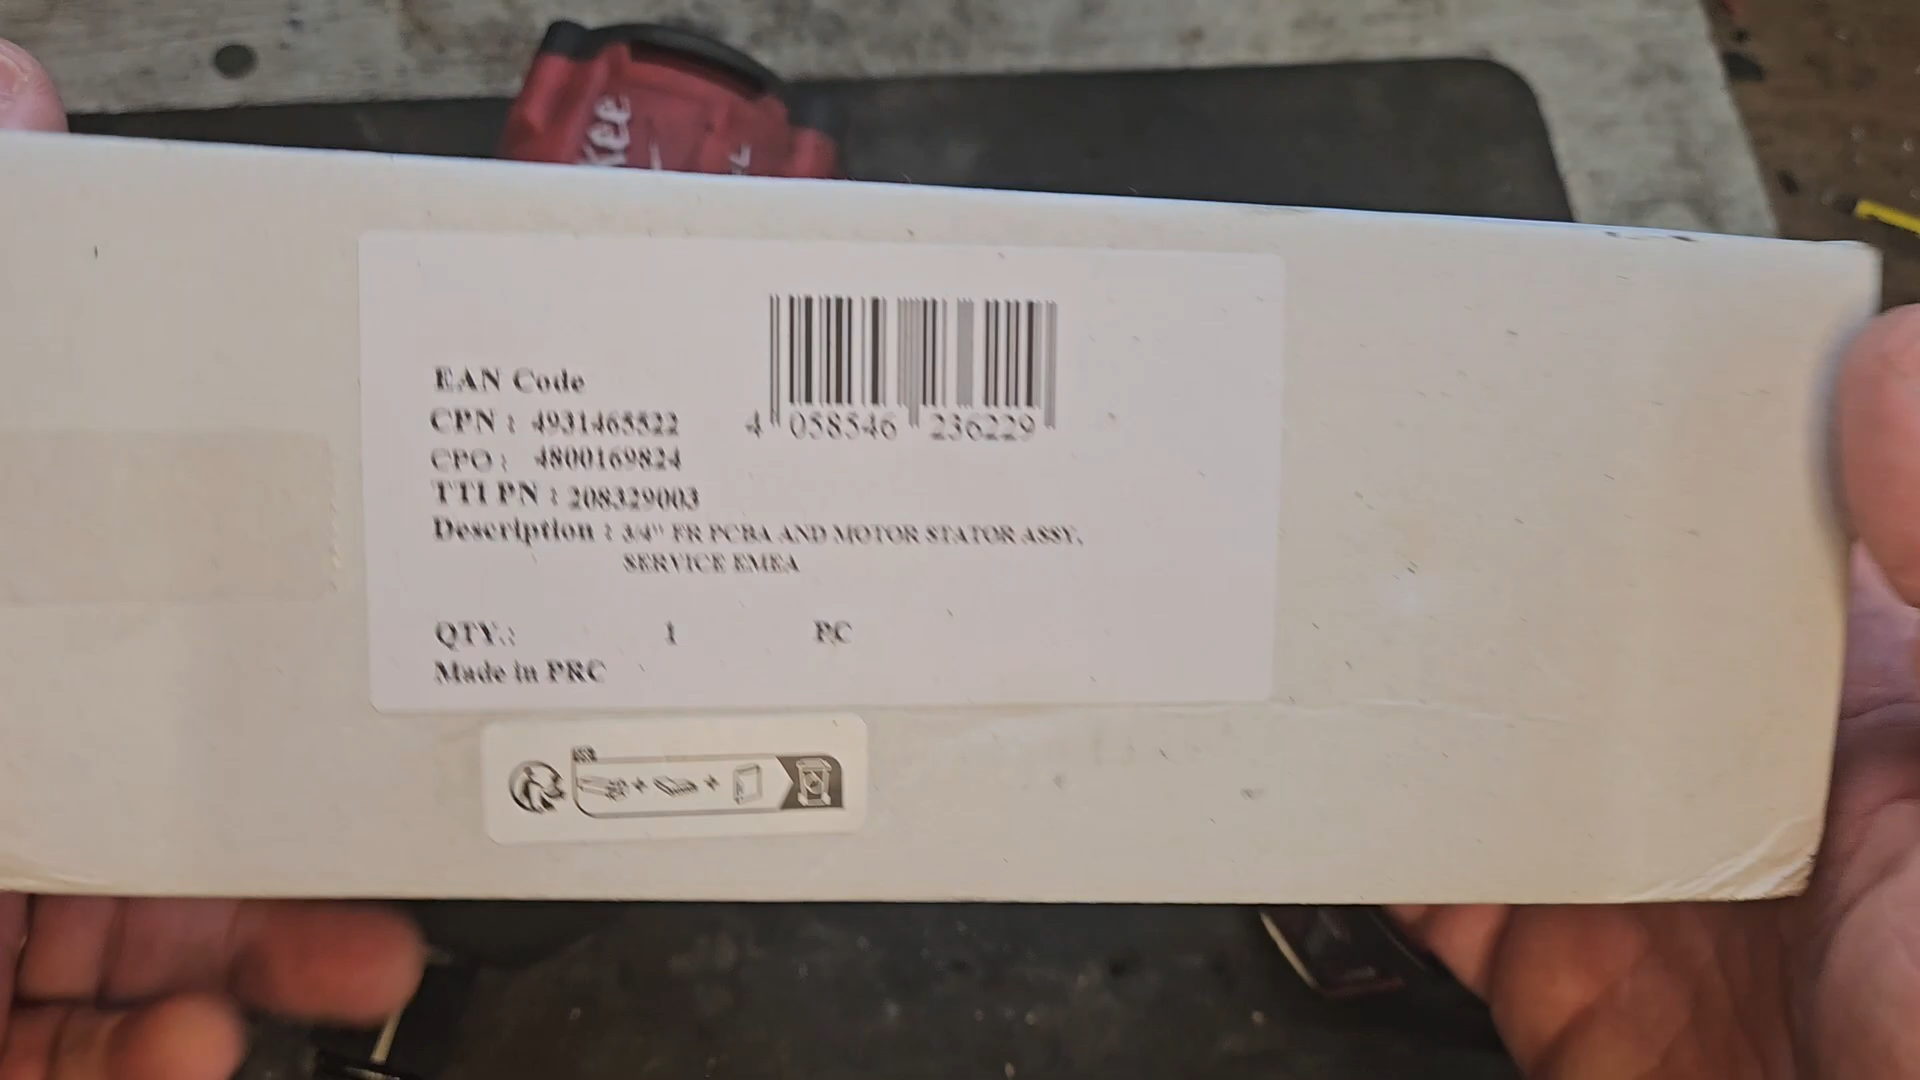 kee
EAN Code
4 058546 236229
CPN : 4931465522
CPO : 4800169824
TTI PN : 208329003
Description : 3/4" FR PCBA AND MOTOR STATOR ASSY,
SERVICE EMEA
QTY.: 1 PC
Made in PRC